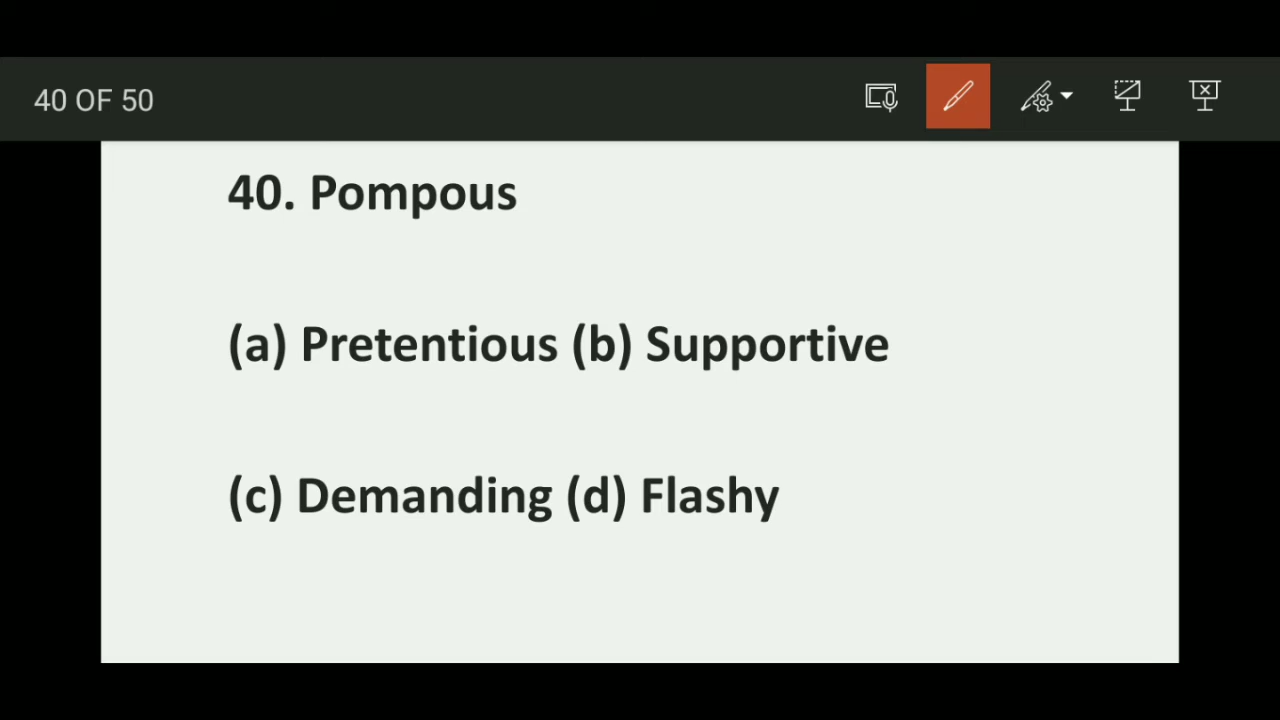 40 OF 50
40. Pompous
(a) Pretentious (b) Supportive
(c) Demanding (d) Flashy